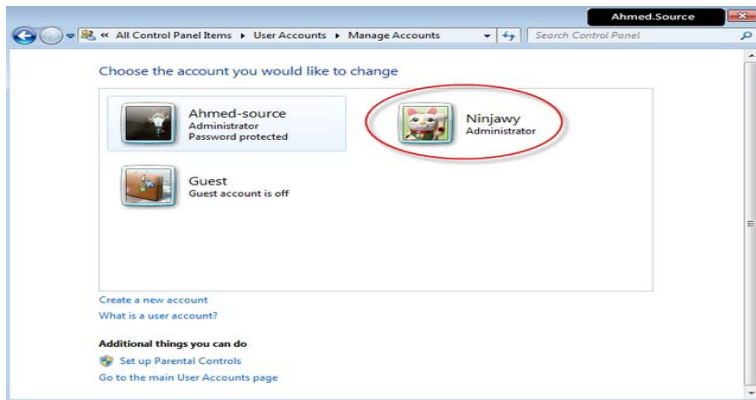 Ahmed.Source
« All Control Panel Items ▸ User Accounts ▸ Manage Accounts
Search Control Panel
Choose the account you would like to change
Ahmed-source
Administrator
Password protected
Ninjawy
Administrator
Guest
Guest account is off
Create a new account
What is a user account?
Additional things you can do
Set up Parental Controls
Go to the main User Accounts page